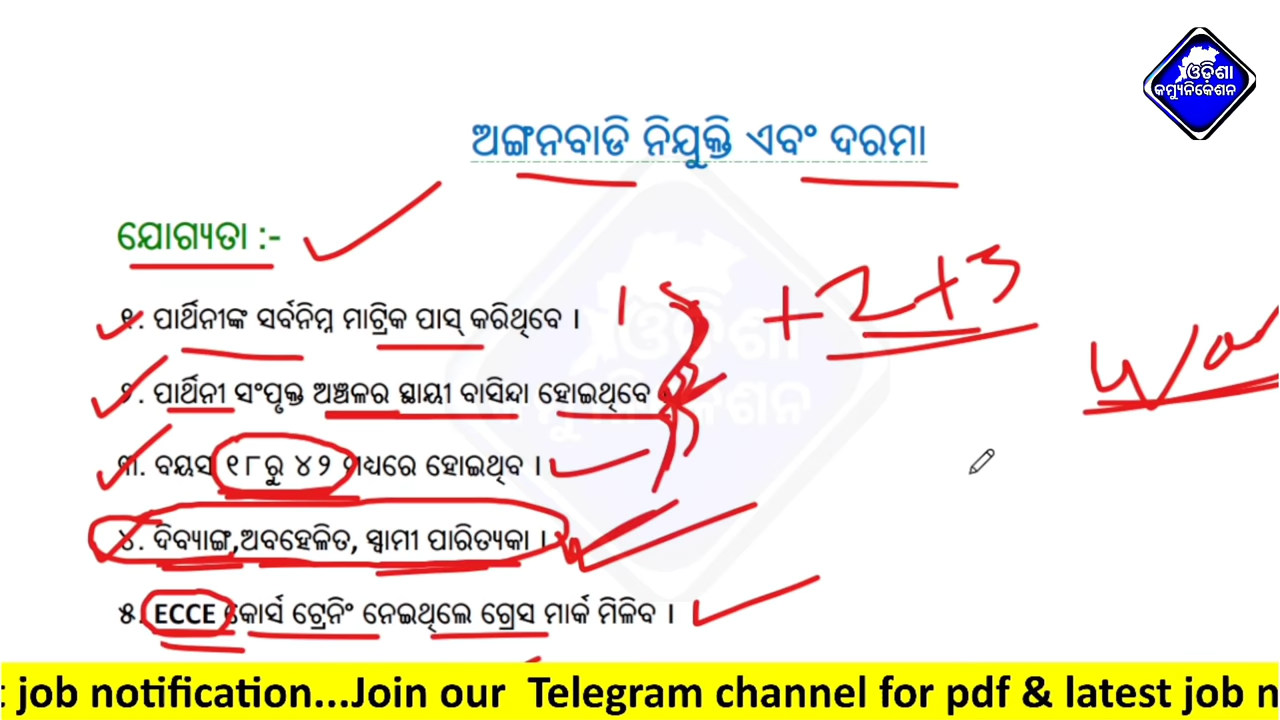 ଓଡ଼ିଶା
କମ୍ୟୁନିକେଶନ
ଅଙ୍ଗନବାଡି ନିଯୁକ୍ତି ଏବଂ ଦରମା
ଯୋଗ୍ୟତା :-
୧. ପାର୍ଥିନୀଙ୍କ ସର୍ବନିମ୍ନ ମାଟ୍ରିକ ପାସ୍ କରିଥିବେ ।
+2+3
୨. ପାର୍ଥିନୀ ସଂପୃକ୍ତ ଅଞ୍ଚଳର ସ୍ଥାୟୀ ବାସିନ୍ଦା ହୋଇଥିବେ
୩. ବୟସ ୧୮ରୁ ୪୨ ମଧ୍ୟରେ ହୋଇଥିବ ।
୪. ଦିବ୍ୟାଙ୍ଗ,ଅବହେଳିତ, ସ୍ଵାମୀ ପାରିତ୍ୟକା ।
୫. ECCE କୋର୍ସ ଟ୍ରେନିଂ ନେଇଥିଲେ ଗ୍ରେସ ମାର୍କ ମିଳିବ ।
t job notification...Join our Telegram channel for pdf & latest job n